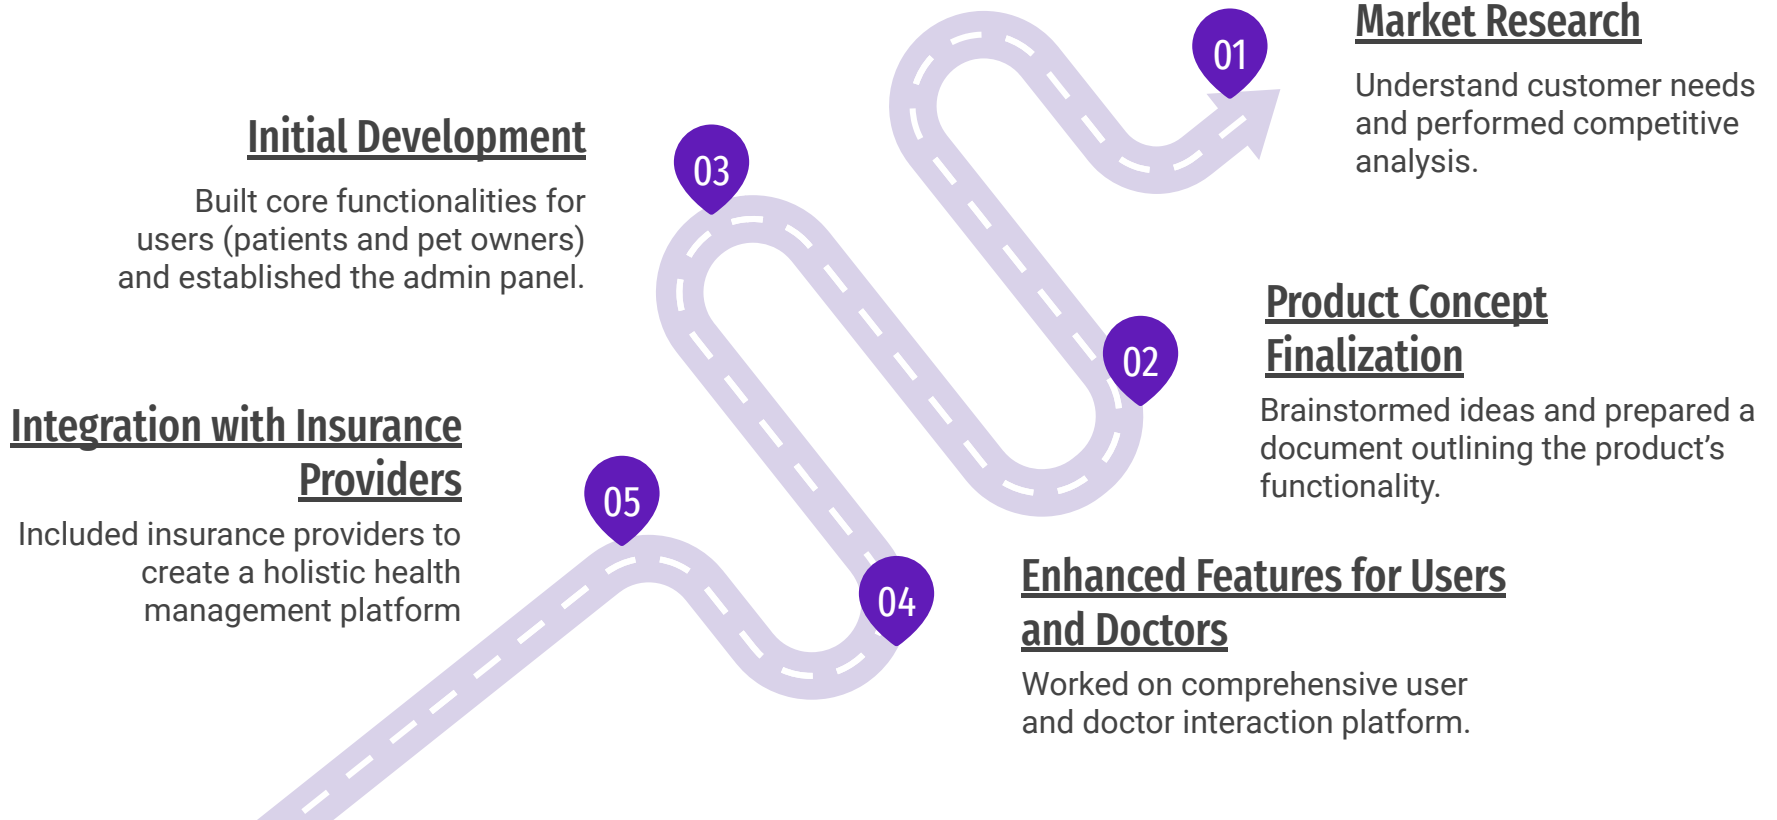 01
Market Research
Understand customer needs
and performed competitive
analysis.
02
Product Concept
Finalization
Brainstormed ideas and prepared a
document outlining the product’s
functionality.
03
Initial Development
Built core functionalities for
users (patients and pet owners)
and established the admin panel.
04
Enhanced Features for Users
and Doctors
Worked on comprehensive user
and doctor interaction platform.
05
Integration with Insurance
Providers
Included insurance providers to
create a holistic health
management platform